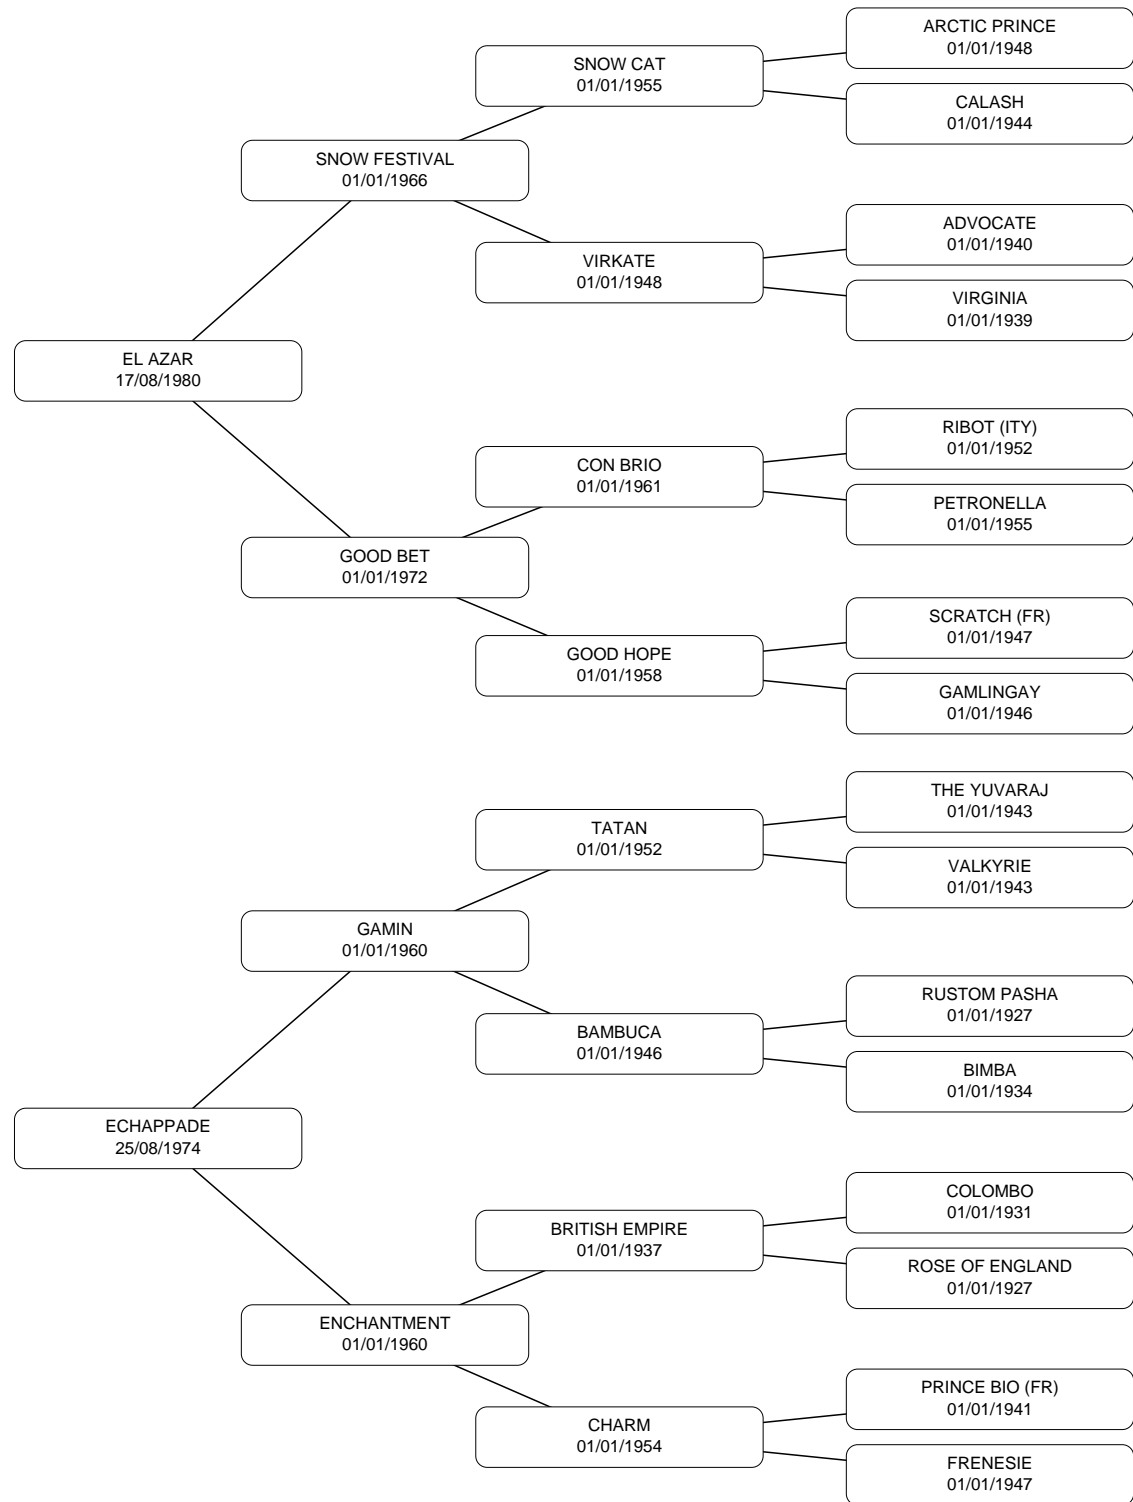 ARCTIC PRINCE
01/01/1948
SNOW CAT
01/01/1955
CALASH
01/01/1944
SNOW FESTIVAL
01/01/1966
ADVOCATE
01/01/1940
VIRKATE
01/01/1948
VIRGINIA
01/01/1939
EL AZAR
17/08/1980
RIBOT (ITY)
01/01/1952
CON BRIO
01/01/1961
PETRONELLA
01/01/1955
GOOD BET
01/01/1972
SCRATCH (FR)
01/01/1947
GOOD HOPE
01/01/1958
GAMLINGAY
01/01/1946
THE YUVARAJ
01/01/1943
TATAN
01/01/1952
VALKYRIE
01/01/1943
GAMIN
01/01/1960
RUSTOM PASHA
01/01/1927
BAMBUCA
01/01/1946
BIMBA
01/01/1934
ECHAPPADE
25/08/1974
COLOMBO
01/01/1931
BRITISH EMPIRE
01/01/1937
ROSE OF ENGLAND
01/01/1927
ENCHANTMENT
01/01/1960
PRINCE BIO (FR)
01/01/1941
CHARM
01/01/1954
FRENESIE
01/01/1947